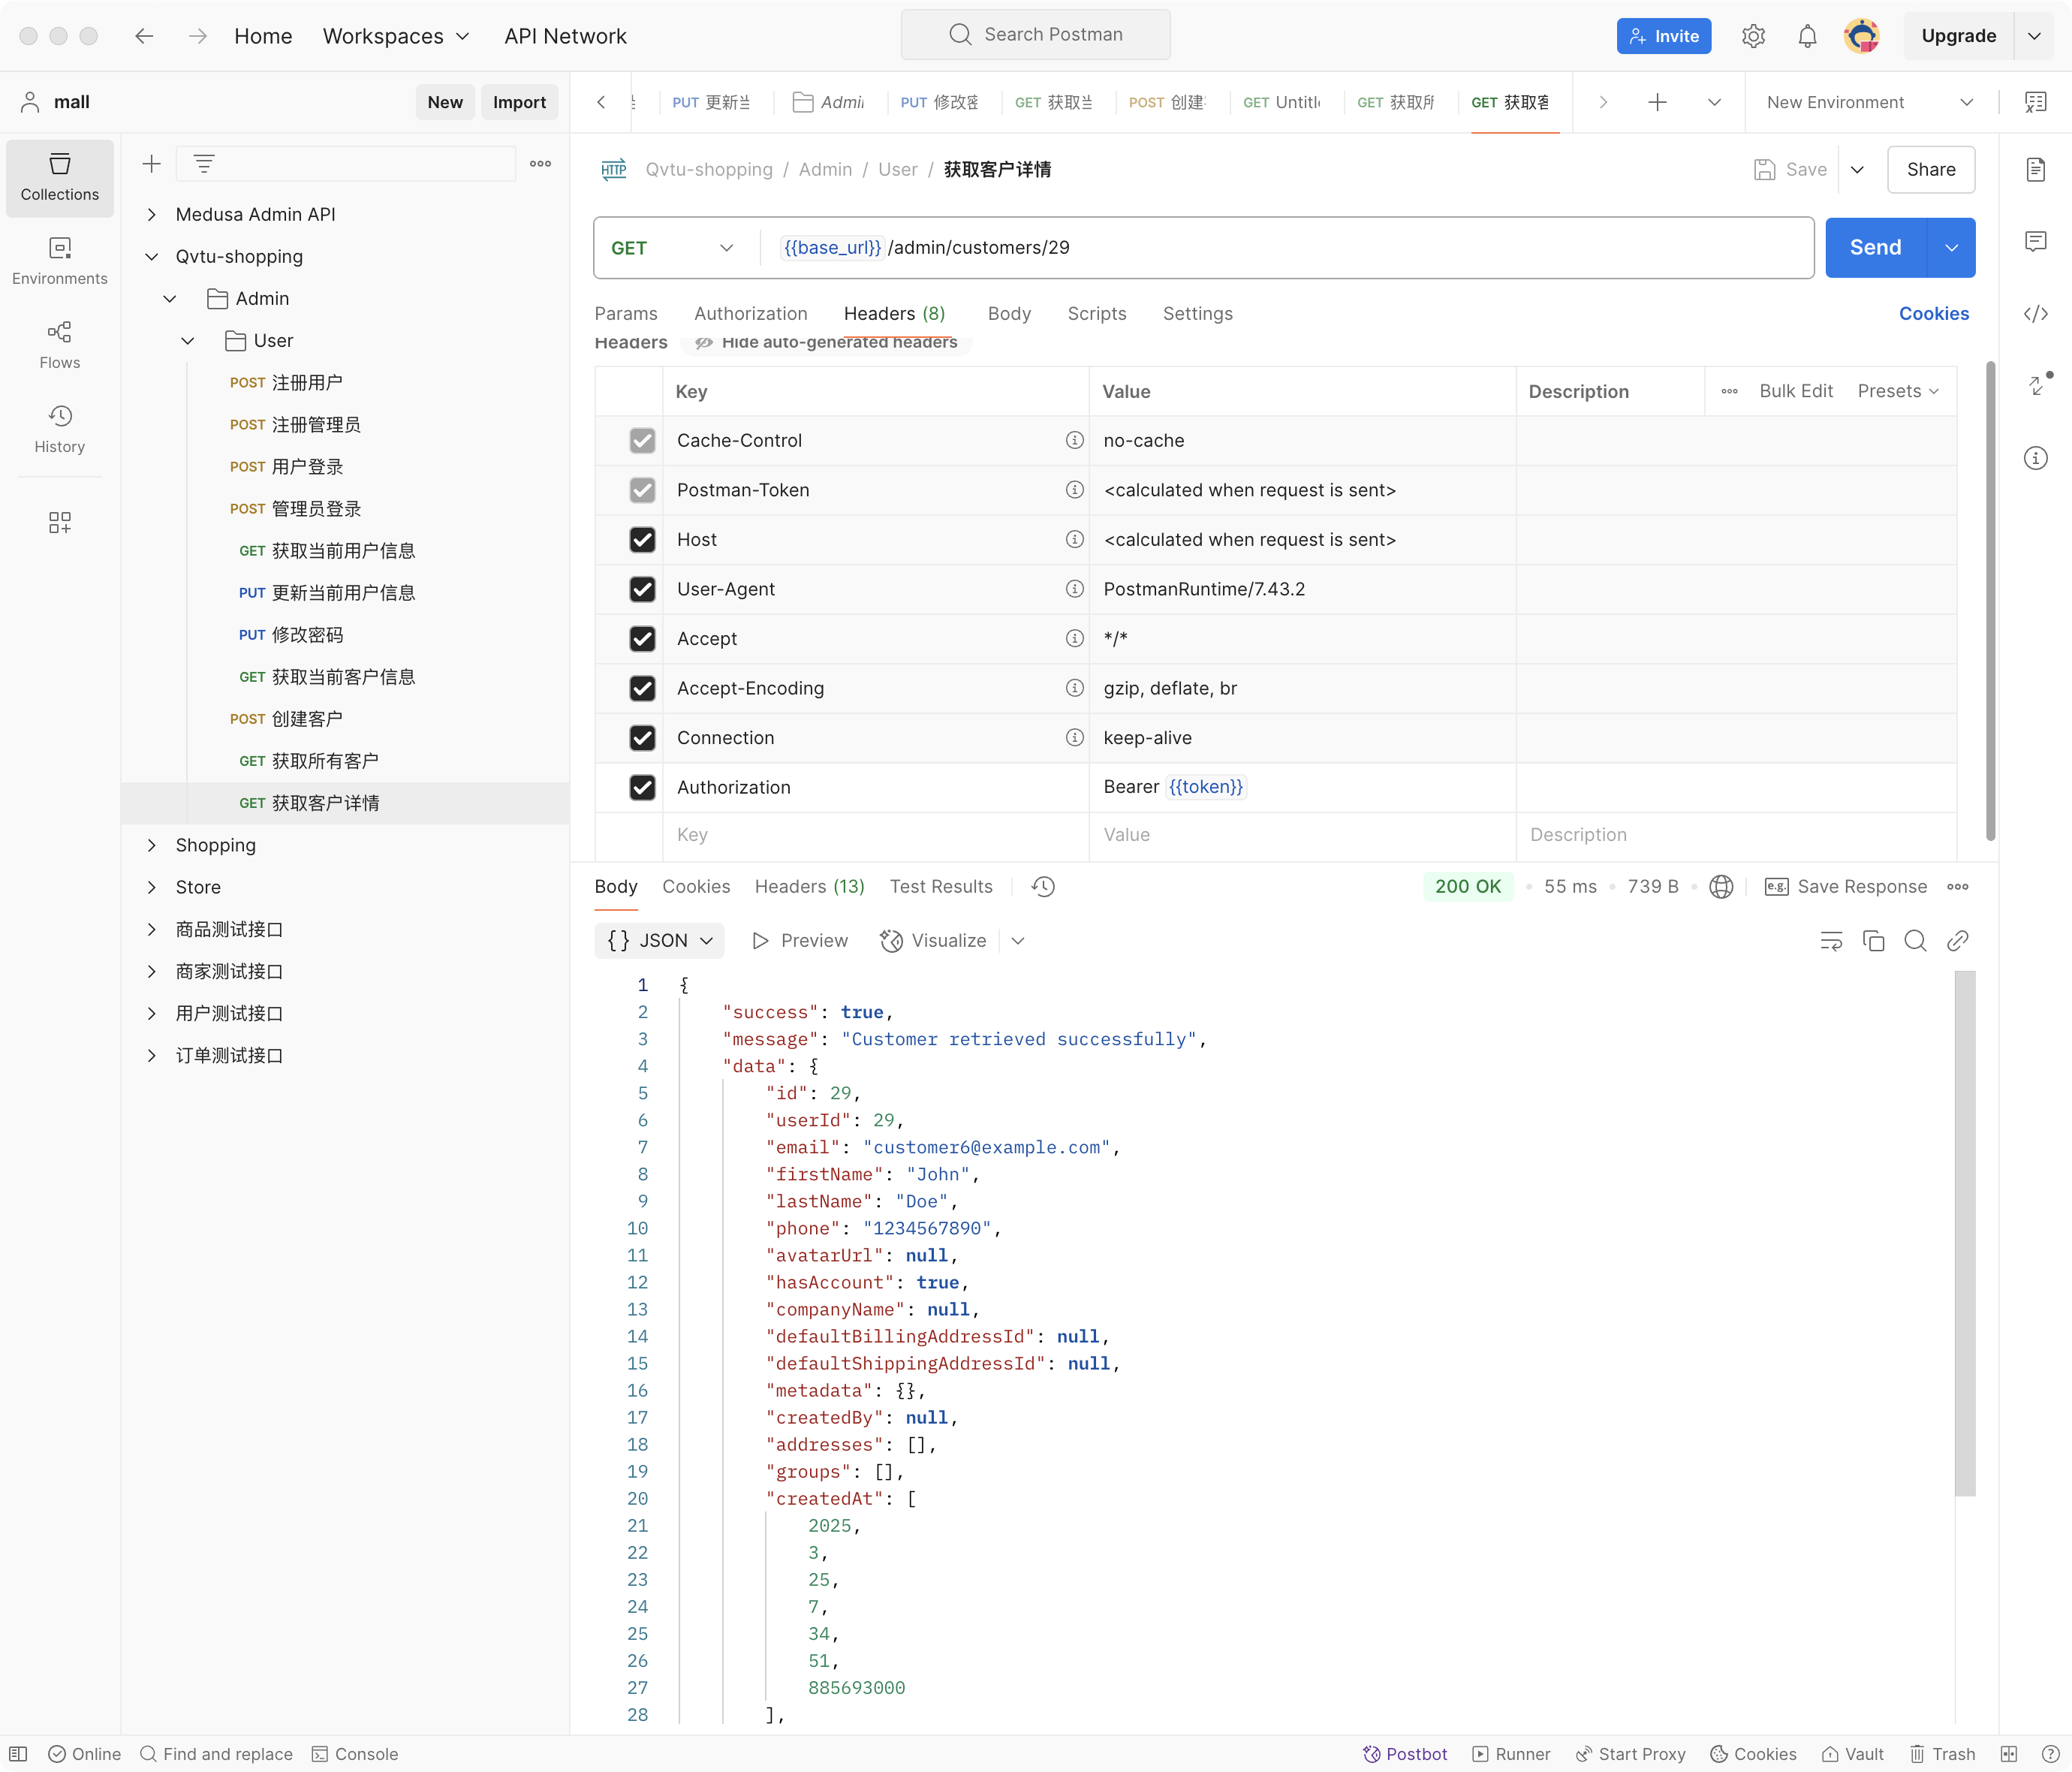 Home
Workspaces
API Network
Search Postman
Invite
Upgrade
mall
New
Import
PUT 更新当
Admi
PUT 修改密
GET 获取当
POST 创建
GET Untitl
GET 获取所
GET 获取客
New Environment
Collections
Environments
Flows
History
Medusa Admin API
Qvtu-shopping
Admin
User
POST 注册用户
POST 注册管理员
POST 用户登录
POST 管理员登录
GET 获取当前用户信息
PUT 更新当前用户信息
PUT 修改密码
GET 获取当前客户信息
POST 创建客户
GET 获取所有客户
GET 获取客户详情
Shopping
Store
商品测试接口
商家测试接口
用户测试接口
订单测试接口
HTTP Qvtu-shopping / Admin / User / 获取客户详情
Save
Share
GET
{{base_url}}/admin/customers/29
Send
Params
Authorization
Headers (8)
Body
Scripts
Settings
Cookies
Headers
Hide auto-generated headers
Key Value Description
Bulk Edit
Presets
Cache-Control no-cache
Postman-Token <calculated when request is sent>
Host <calculated when request is sent>
User-Agent PostmanRuntime/7.43.2
Accept */*
Accept-Encoding gzip, deflate, br
Connection keep-alive
Authorization Bearer {{token}}
Key Value Description
Body Cookies Headers (13) Test Results
200 OK • 55 ms • 739 B •
e.g. Save Response
{} JSON
Preview
Visualize
1 {
2 "success": true,
3 "message": "Customer retrieved successfully",
4 "data": {
5 "id": 29,
6 "userId": 29,
7 "email": "customer6@example.com",
8 "firstName": "John",
9 "lastName": "Doe",
10 "phone": "1234567890",
11 "avatarUrl": null,
12 "hasAccount": true,
13 "companyName": null,
14 "defaultBillingAddressId": null,
15 "defaultShippingAddressId": null,
16 "metadata": {},
17 "createdBy": null,
18 "addresses": [],
19 "groups": [],
20 "createdAt": [
21 2025,
22 3,
23 25,
24 7,
25 34,
26 51,
27 885693000
28 ],
Online
Find and replace
Console
Postbot
Runner
Start Proxy
Cookies
Vault
Trash